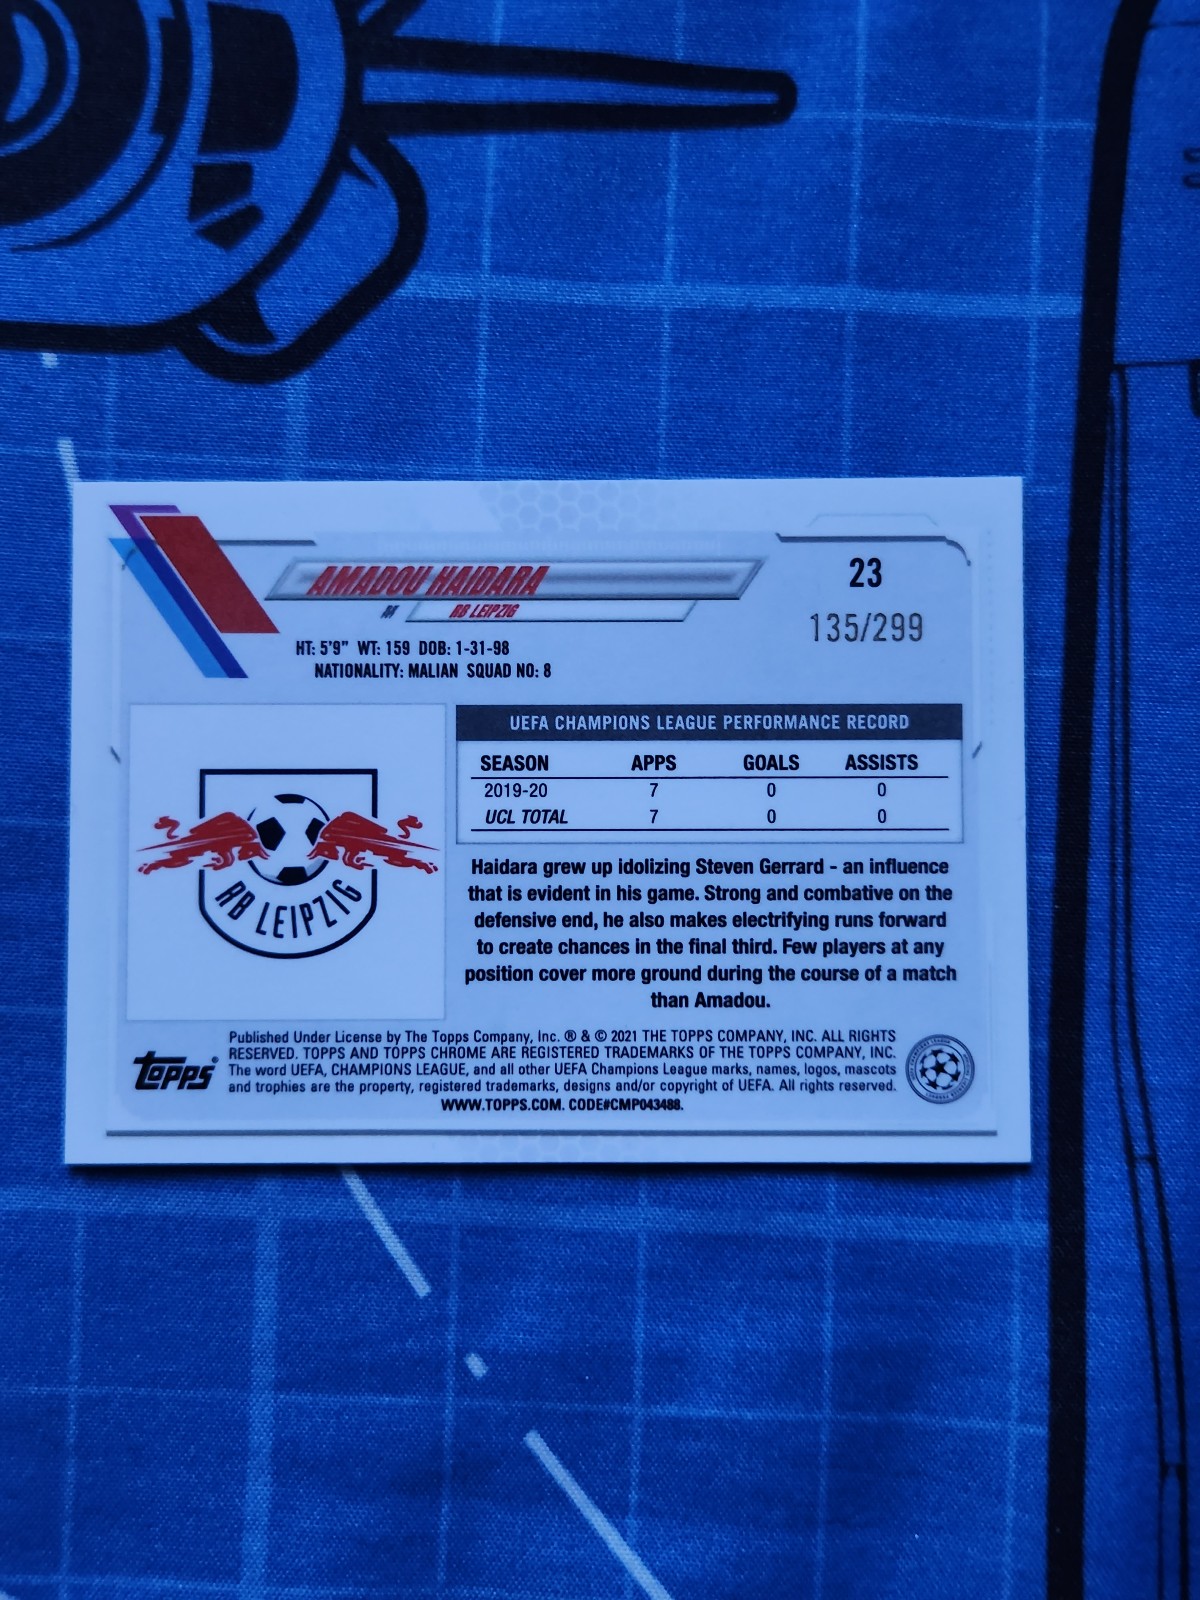 AMADOU HAIDARA
M RB LEIPZIG
23
135/299
HT: 5'9" WT: 159 DOB: 1-31-98
NATIONALITY: MALIAN SQUAD NO: 8
UEFA CHAMPIONS LEAGUE PERFORMANCE RECORD
SEASON APPS GOALS ASSISTS
2019-20 7 0 0
UCL TOTAL 7 0 0
RB LEIPZIG
Haidara grew up idolizing Steven Gerrard - an influence
that is evident in his game. Strong and combative on the
defensive end, he also makes electrifying runs forward
to create chances in the final third. Few players at any
position cover more ground during the course of a match
than Amadou.
Topps®
Published Under License by The Topps Company, Inc. ® & © 2021 THE TOPPS COMPANY, INC. ALL RIGHTS
RESERVED. TOPPS AND TOPPS CHROME ARE REGISTERED TRADEMARKS OF THE TOPPS COMPANY, INC.
The word UEFA, CHAMPIONS LEAGUE, and all other UEFA Champions League marks, names, logos, mascots
and trophies are the property, registered trademarks, designs and/or copyright of UEFA. All rights reserved.
WWW.TOPPS.COM. CODE#CMP043488.